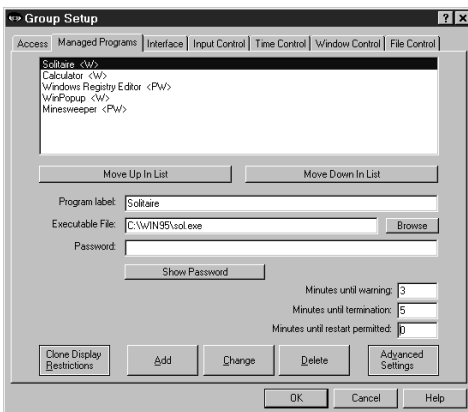 Group Setup
Access Managed Programs Interface Input Control Time Control Window Control File Control
Solitaire <W>
Calculator <W>
Windows Registry Editor <PW>
WinPopup <W>
Minesweeper <PW>
Move Up In List Move Down In List
Program label: Solitaire
Executable File: C:\WIN95\sol.exe Browse
Password:
Show Password
Minutes until warning: 3
Minutes until termination: 5
Minutes until restart permitted: 0
Clone Display Restrictions Add Change Delete Advanced Settings
OK Cancel Help